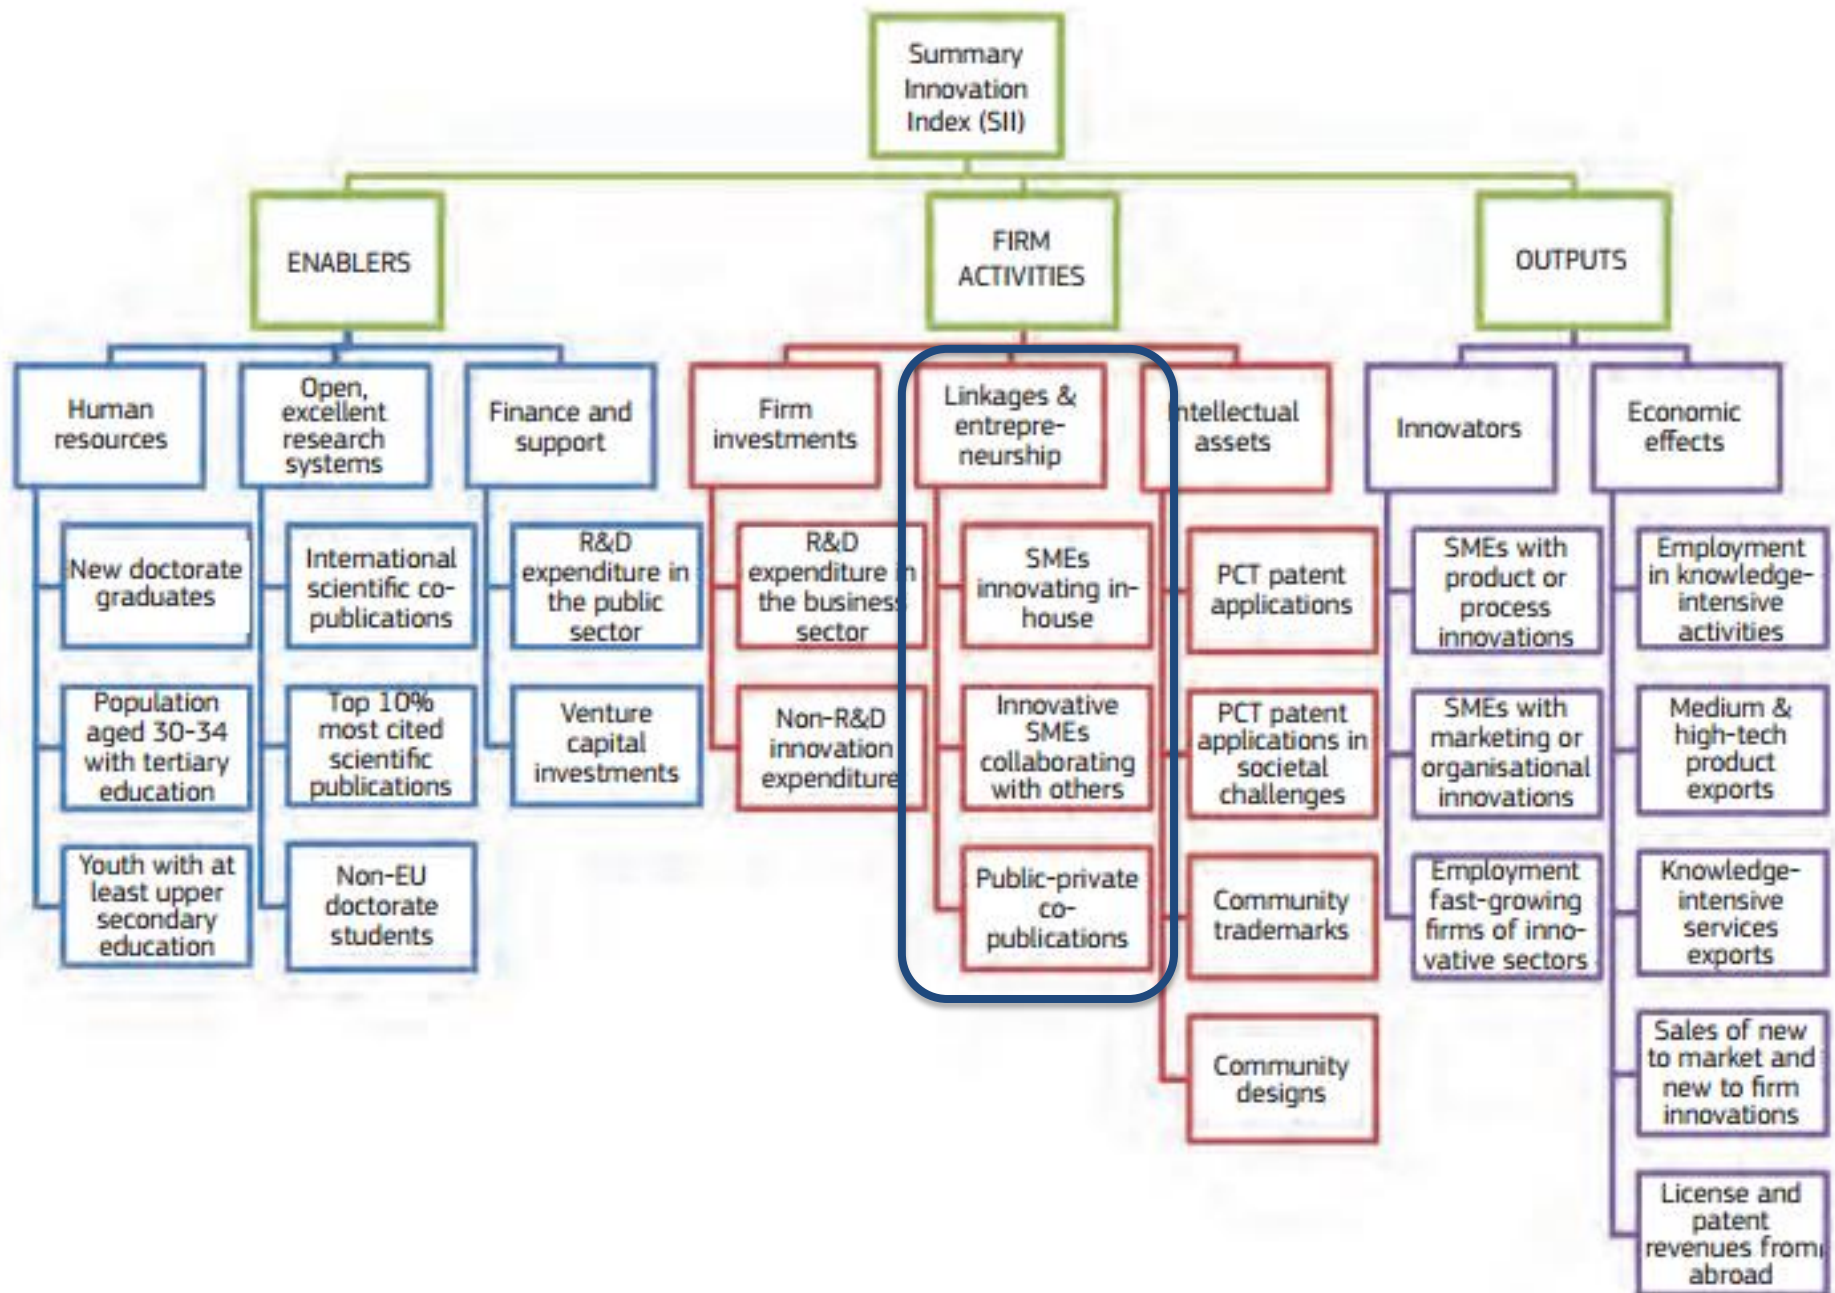 Summary
Innovation
Index (SII)
ENABLERS
FIRM
ACTIVITIES
OUTPUTS
Human
resources
Open,
excellent
research
systems
Finance and
support
Firm
investments
Linkages &
entrepre-
neurship
Intellectual
assets
Innovators
Economic
effects
New doctorate
graduates
Population
aged 30-34
with tertiary
education
Youth with at
least upper
secondary
education
International
scientific co-
publications
Top 10%
most cited
scientific
publications
Non-EU
doctorate
students
R&D
expenditure in
the public
sector
Venture
capital
investments
R&D
expenditure in
the business
sector
Non-R&D
innovation
expenditure
SMEs
innovating in-
house
Innovative
SMEs
collaborating
with others
Public-private
co-
publications
PCT patent
applications
PCT patent
applications in
societal
challenges
Community
trademarks
Community
designs
SMEs with
product or
process
innovations
SMEs with
marketing or
organisational
innovations
Employment
fast-growing
firms of inno-
vative sectors
Employment
in knowledge-
intensive
activities
Medium &
high-tech
product
exports
Knowledge-
intensive
services
exports
Sales of new
to market and
new to firm
innovations
License and
patent
revenues from
abroad